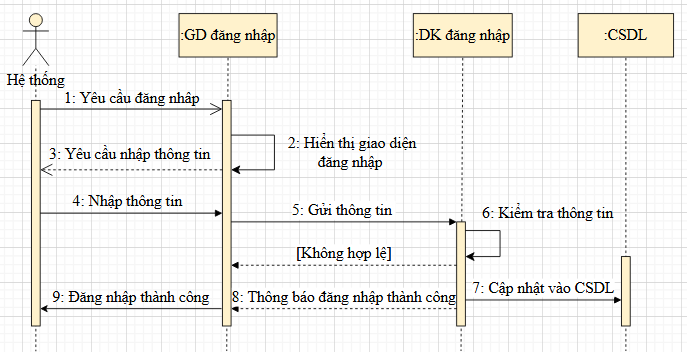 :GD đăng nhập
:DK đăng nhập
:CSDL
Hệ thống
1: Yêu cầu đăng nhâp
2: Hiển thị giao diện
đăng nhập
3: Yêu cầu nhập thông tin
4: Nhập thông tin
5: Gửi thông tin
6: Kiểm tra thông tin
[Không hợp lệ]
7: Cập nhật vào CSDL
8: Thông báo đăng nhập thành công
9: Đăng nhập thành công